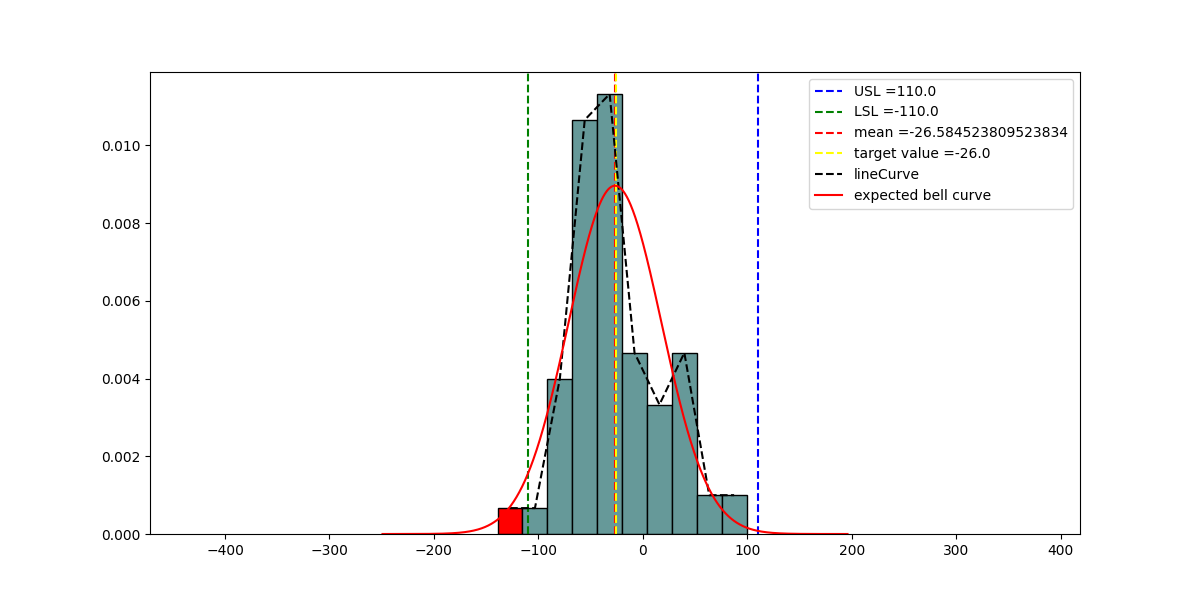 USL =110.0
LSL =-110.0
mean =-26.584523809523834
target value =-26.0
lineCurve
expected bell curve
0.010
0.008
0.006
0.004
0.002
0.000
−400 −300 −200 −100 0 100 200 300 400